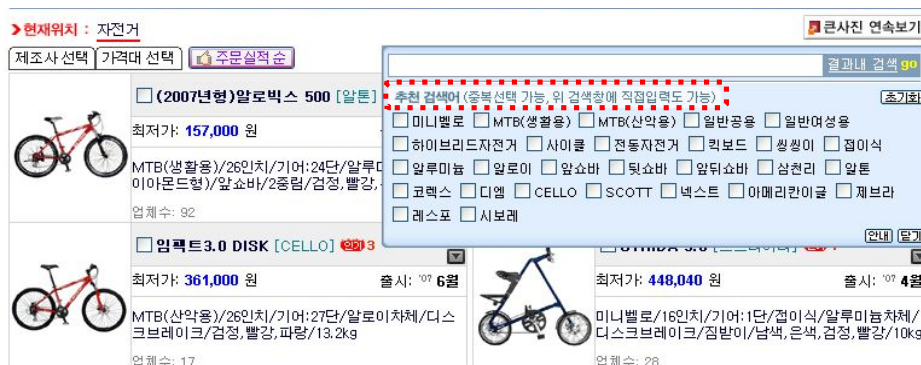 현재위치 : 자전거
큰사진 연속보기
제조사 선택 가격대 선택 주문실적 순
결과내 검색 go
추천 검색어 (중복선택 가능, 위 검색창에 직접입력도 가능)
초기화
미니벨로 MTB(생활용) MTB(산악용) 일반공용 일반여성용
하이브리드자전거 사이클 전동자전거 킥보드 씽씽이 접이식
알루미늄 알로이 앞쇼바 뒷쇼바 앞뒤쇼바 삼천리 알톤
코렉스 디엠 CELLO SCOTT 넥스트 아메리칸이글 제브라
레스포 시보레
안내 닫기
(2007년형)알로빅스 500 [알톤]
최저가: 157,000 원
MTB(생활용)/26인치/기어:24단/알루미
이아몬드형)/앞쇼바/2중림/검정,빨강,
업체수: 92
임팩트3.0 DISK [CELLO] 인기 3
최저가: 361,000 원 출시: '07 6월
MTB(산악용)/26인치/기어:27단/알로이차체/디스
크브레이크/검정,빨강,파랑/13.2kg
업체수: 17
최저가: 448,040 원 출시: '07 4월
미니벨로/16인치/기어:1단/접이식/알루미늄차체/
디스크브레이크/짐받이/남색,은색,검정,빨강/10kg
업체수: 28